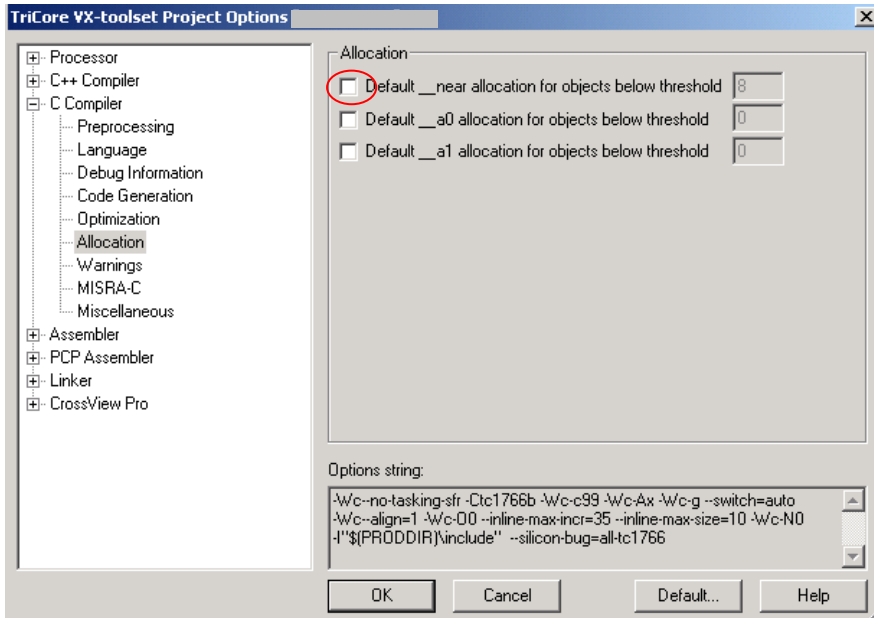 TriCore VX-toolset Project Options
Processor
C++ Compiler
C Compiler
Preprocessing
Language
Debug Information
Code Generation
Optimization
Allocation
Warnings
MISRA-C
Miscellaneous
Assembler
PCP Assembler
Linker
CrossView Pro
Allocation
Default __near allocation for objects below threshold 8
Default __a0 allocation for objects below threshold 0
Default __a1 allocation for objects below threshold 0
Options string:
-Wc--no-tasking-sfr -Ctc1766b -Wc-c99 -Wc-Ax -Wc-g --switch=auto
-Wc--align=1 -Wc-O0 --inline-max-incr=35 --inline-max-size=10 -Wc-N0
-I"$(PRODDIR)\include" --silicon-bug=all-tc1766
OK Cancel Default... Help